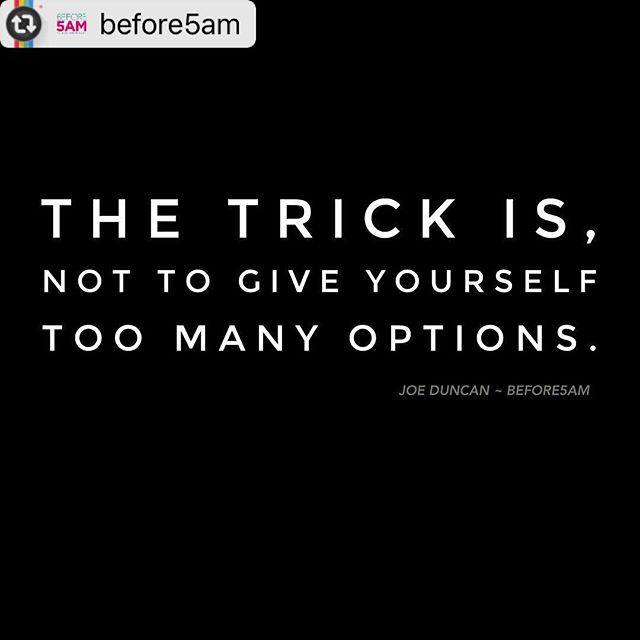 BEFORE
5AM
before5am
THE TRICK IS,
NOT TO GIVE YOURSELF
TOO MANY OPTIONS.
JOE DUNCAN ~ BEFORE5AM